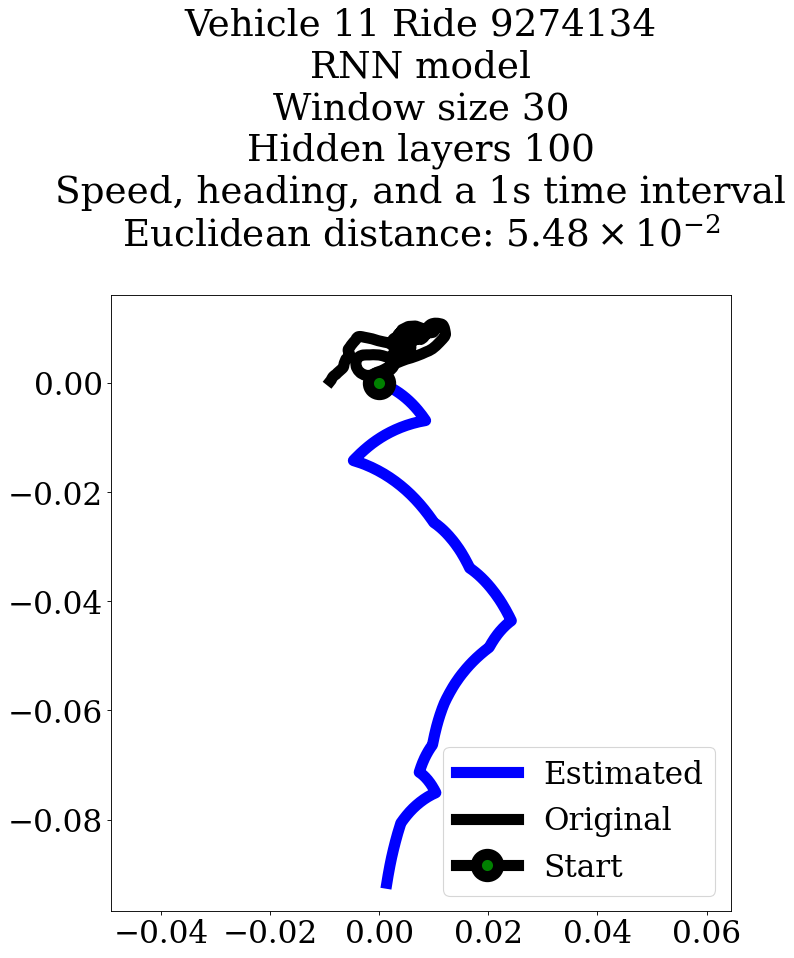 Vehicle 11 Ride 9274134
RNN model
Window size 30
Hidden layers 100
Speed, heading, and a 1s time interval
Euclidean distance: 5.48 × 10⁻²
0.00
−0.02
−0.04
−0.06
−0.08
Estimated
Original
Start
−0.04 −0.02 0.00 0.02 0.04 0.06